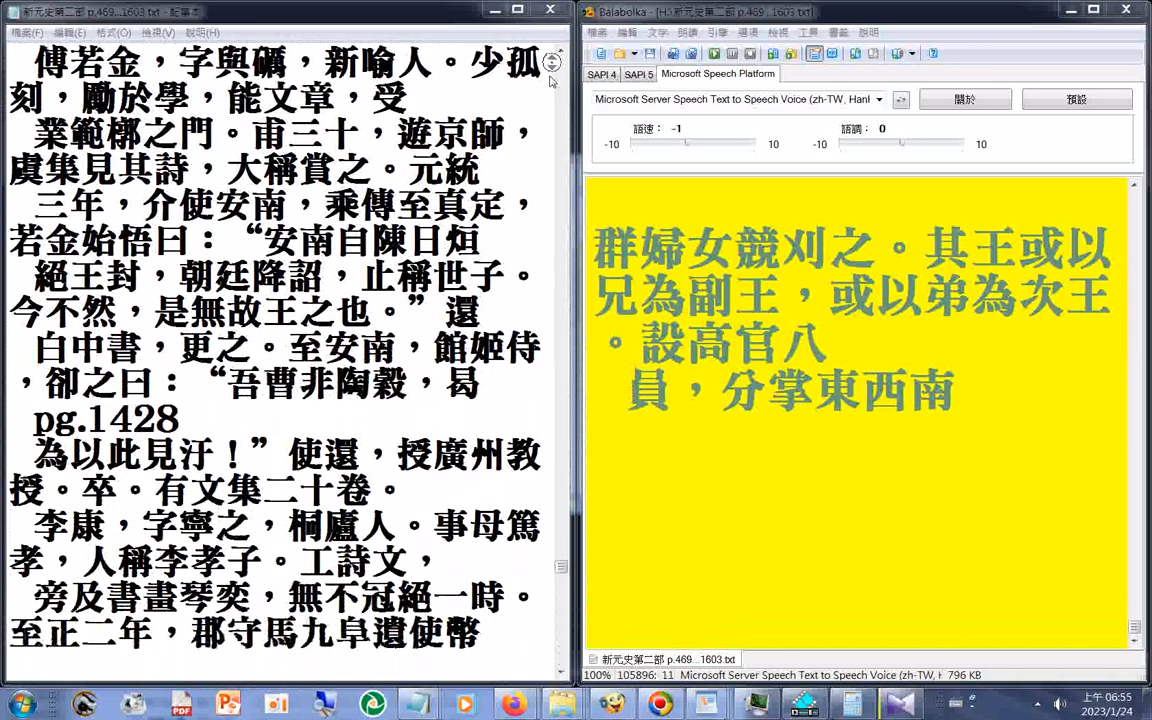 新元史第二部 p.469...1603.txt - 記事本
檔案(F) 編輯(E) 格式(O) 檢視(V) 說明(H)
傅若金，字與礪，新喻人。少孤
刻，勵於學，能文章，受
業範槨之門。甫三十，遊京師，
虞集見其詩，大稱賞之。元統
三年，介使安南，乘傳至真定，
若金始悟曰：“安南自陳日烜
絕王封，朝廷降詔，止稱世子。
今不然，是無故王之也。”還
白中書，更之。至安南，館姬侍
，卻之曰：“吾曹非陶穀，曷
pg.1428
為以此見汙！”使還，授廣州教
授。卒。有文集二十卷。
李康，字寧之，桐廬人。事母篤
孝，人稱李孝子。工詩文，
旁及書畫琴奕，無不冠絕一時。
至正二年，郡守馬九阜遣使幣
Balabolka - [H:\新元史第二部 p.469...1603.txt]
檔案 編輯 文字 朗讀 引擎 選項 檢視 工具 書籤 說明
SAPI 4 SAPI 5 Microsoft Speech Platform
Microsoft Server Speech Text to Speech Voice (zh-TW, Hanl 關於 預設
語速： -1 語調： 0
-10 10 -10 10
群婦女競刈之。其王或以
兄為副王，或以弟為次王
。設高官八
員，分掌東西南
新元史第二部 p.469...1603.txt
100% 105896: 11 Microsoft Server Speech Text to Speech Voice (zh-TW, H 796 KB
上午 06:55
2023/1/24